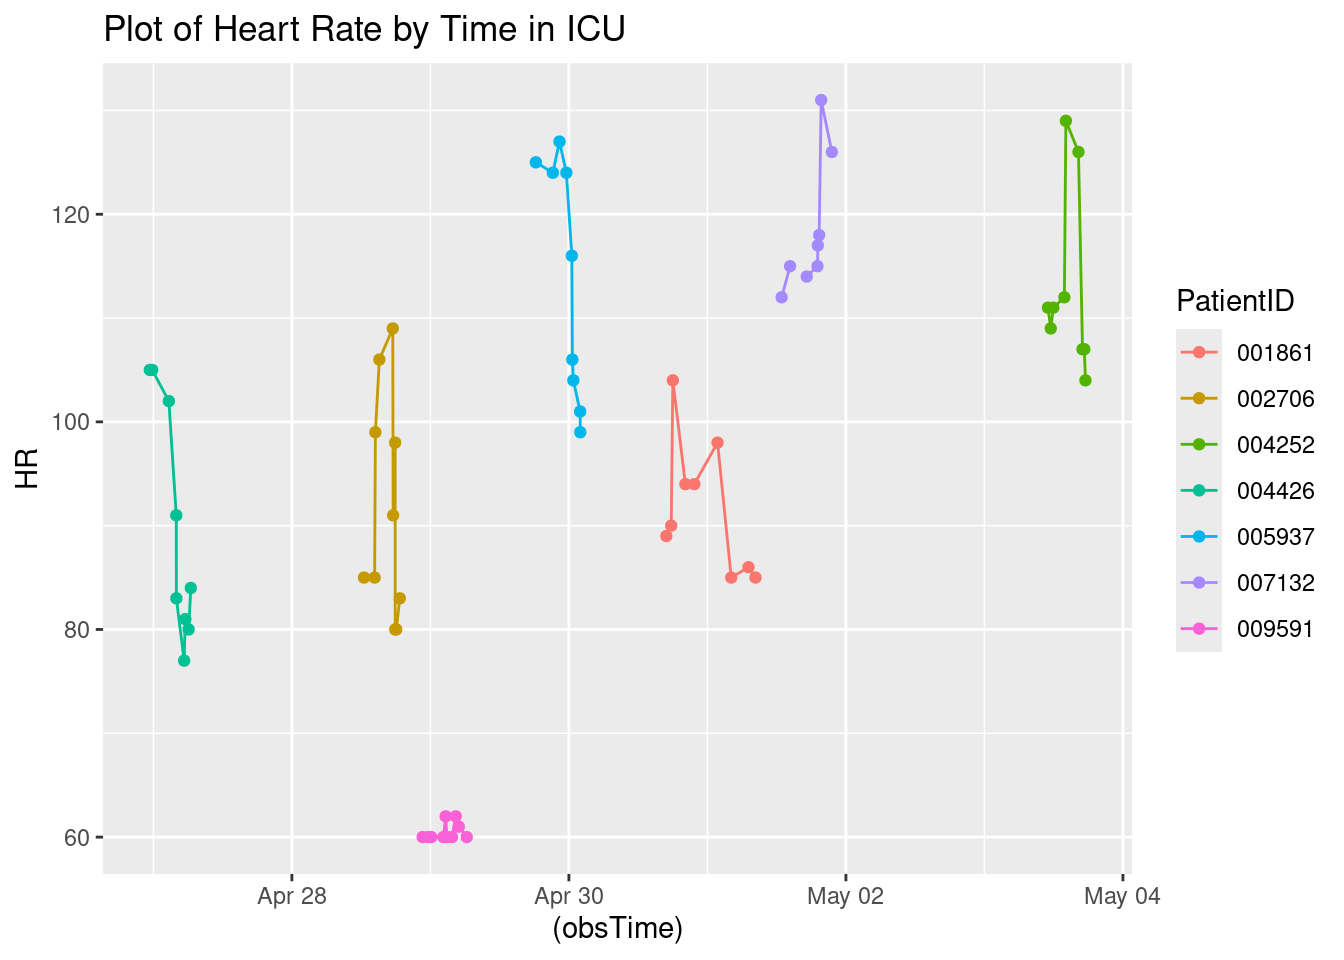 Plot of Heart Rate by Time in ICU
120
100
80
60
HR
Apr 28
Apr 30
May 02
May 04
(obsTime)
PatientID
001861
002706
004252
004426
005937
007132
009591